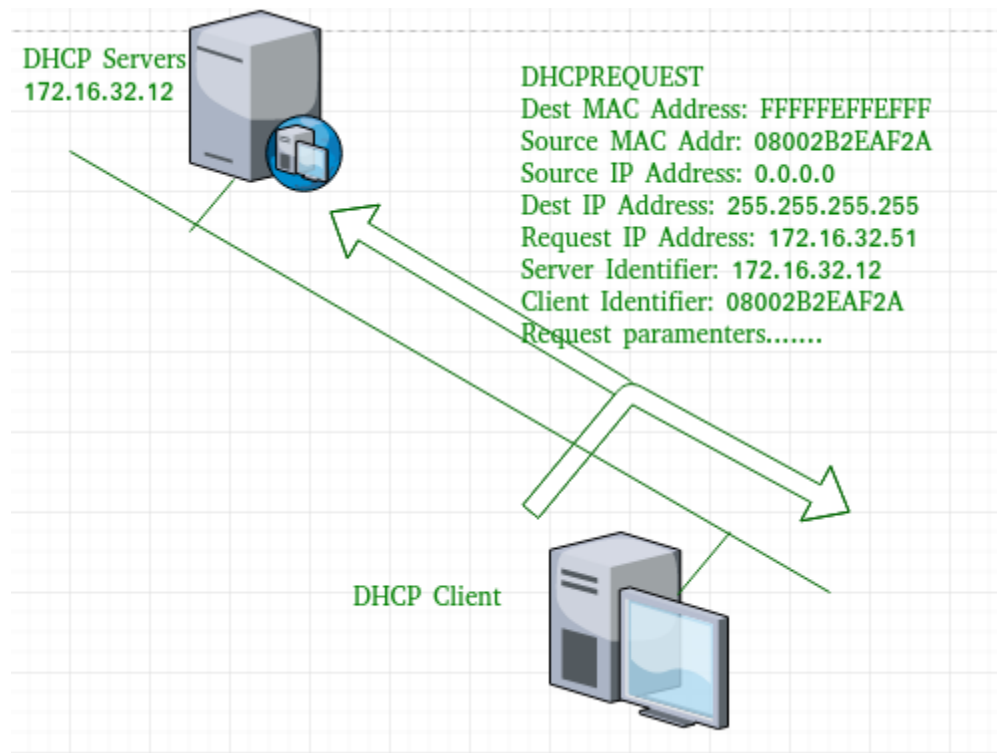 DHCP Servers
172.16.32.12
DHCPREQUEST
Dest MAC Address: FFFFFEFFEFFF
Source MAC Addr: 08002B2EAF2A
Source IP Address: 0.0.0.0
Dest IP Address: 255.255.255.255
Request IP Address: 172.16.32.51
Server Identifier: 172.16.32.12
Client Identifier: 08002B2EAF2A
Request paramenters.......
DHCP Client